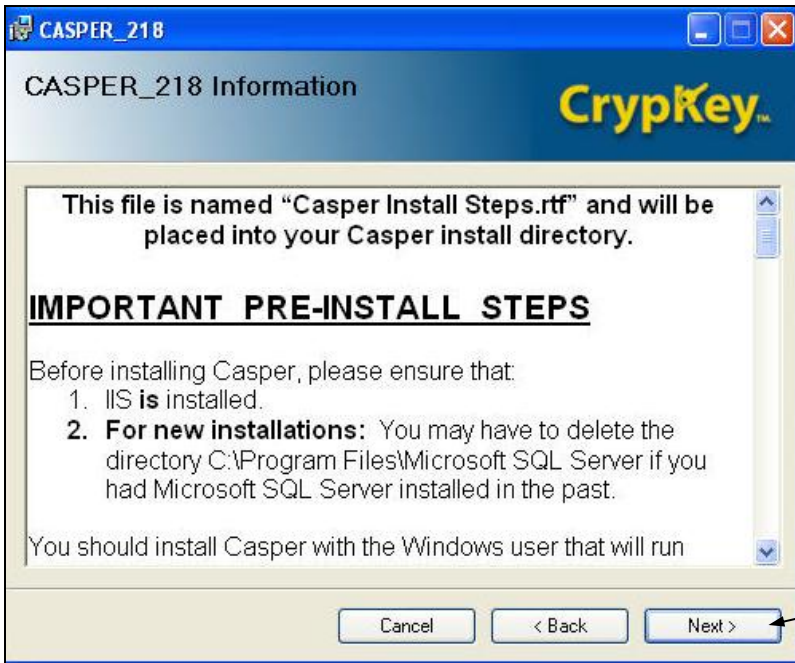 CASPER_218
CASPER_218 Information
CrypKey™
This file is named “Casper Install Steps.rtf” and will be
placed into your Casper install directory.
IMPORTANT PRE-INSTALL STEPS
Before installing Casper, please ensure that:
1. IIS is installed.
2. For new installations: You may have to delete the
directory C:\Program Files\Microsoft SQL Server if you
had Microsoft SQL Server installed in the past.
You should install Casper with the Windows user that will run
Cancel
< Back
Next >